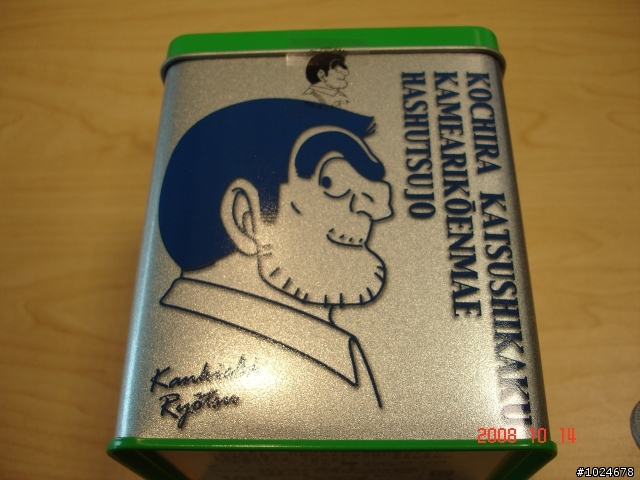 KOCHIRA KATSUSHIKAKU
KAMEARIKŌENMAE
HASHUTSUJO
Kankichi
Ryōtsu
2008 10 14
#1024678